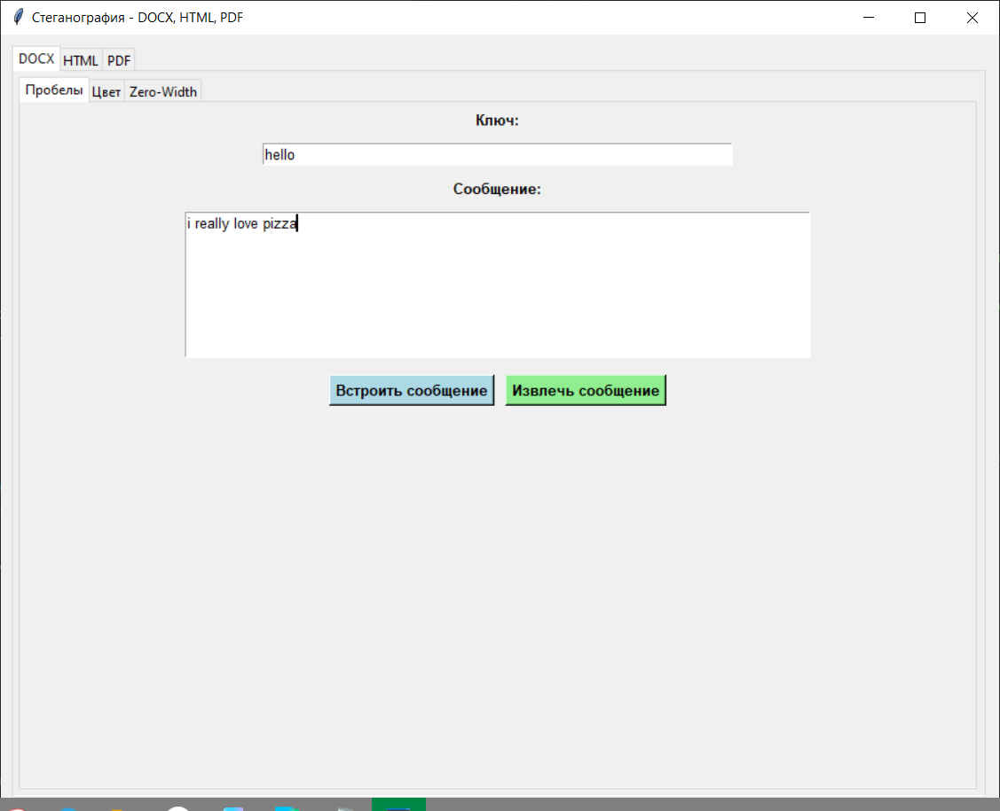 Стеганография - DOCX, HTML, PDF
DOCX HTML PDF
Пробелы Цвет Zero-Width
Ключ:
hello
Сообщение:
i really love pizza
Встроить сообщение Извлечь сообщение